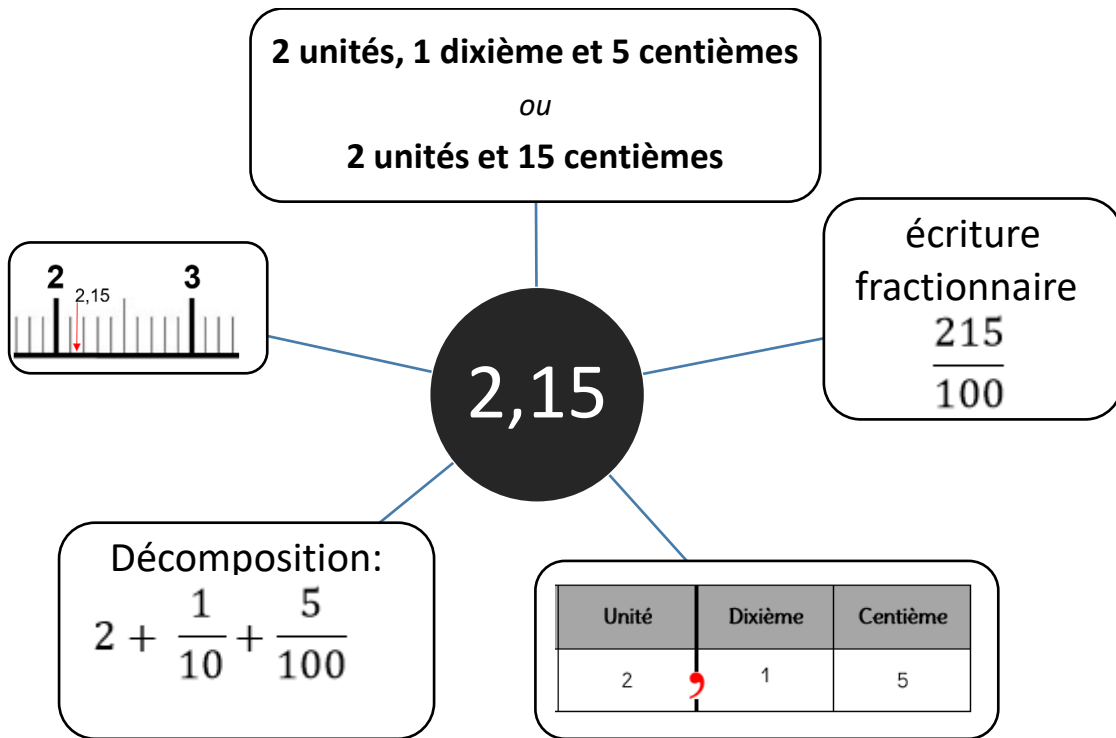 2 unités, 1 dixième et 5 centièmes
ou
2 unités et 15 centièmes
2 3
2,15
écriture
fractionnaire
215
100
2,15
Décomposition:
2 + 1/10 + 5/100
Unité Dixième Centième
2 , 1 5